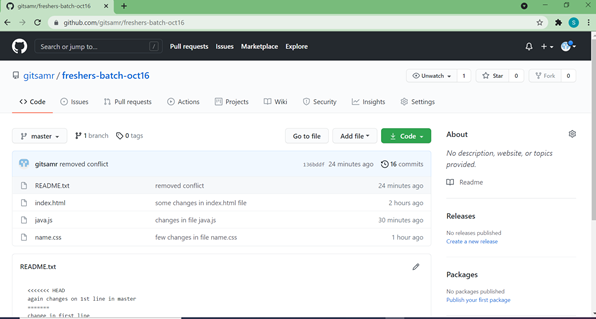 gitsamr/freshers-batch-oct16
github.com/gitsamr/freshers-batch-oct16
S
Search or jump to... / Pull requests Issues Marketplace Explore
gitsamr / freshers-batch-oct16
Unwatch 1 Star 0 Fork 0
Code Issues Pull requests Actions Projects Wiki Security Insights Settings
master 1 branch 0 tags Go to file Add file Code
gitsamr removed conflict 24 minutes ago 16 commits
README.txt removed conflict 24 minutes ago
index.html some changes in index.html file 2 hours ago
java.js changes in file java.js 30 minutes ago
name.css few changes in file name.css 1 hour ago
README.txt
<<<<<<< HEAD
again changes on 1st line in master
=======
change in first line
About
No description, website, or topics
provided.
Readme
Releases
No releases published
Create a new release
Packages
No packages published
Publish your first package